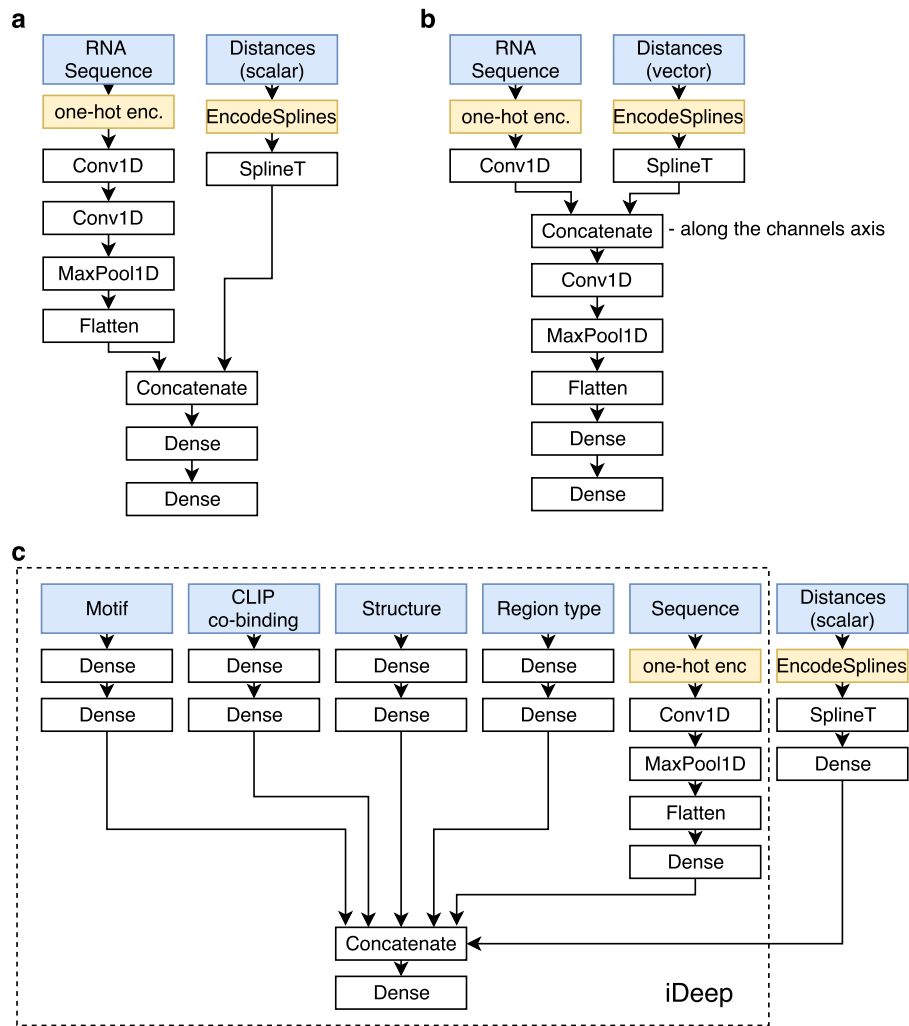 a
RNA
Sequence
Distances
(scalar)
one-hot enc.
EncodeSplines
Conv1D
SplineT
Conv1D
MaxPool1D
Flatten
Concatenate
Dense
Dense
b
RNA
Sequence
Distances
(vector)
one-hot enc.
EncodeSplines
Conv1D
SplineT
Concatenate - along the channels axis
Conv1D
MaxPool1D
Flatten
Dense
Dense
c
Motif
CLIP
co-binding
Structure
Region type
Sequence
Distances
(scalar)
Dense
Dense
Dense
Dense
one-hot enc
EncodeSplines
Dense
Dense
Dense
Dense
Conv1D
SplineT
MaxPool1D
Dense
Flatten
Dense
Concatenate
Dense
iDeep